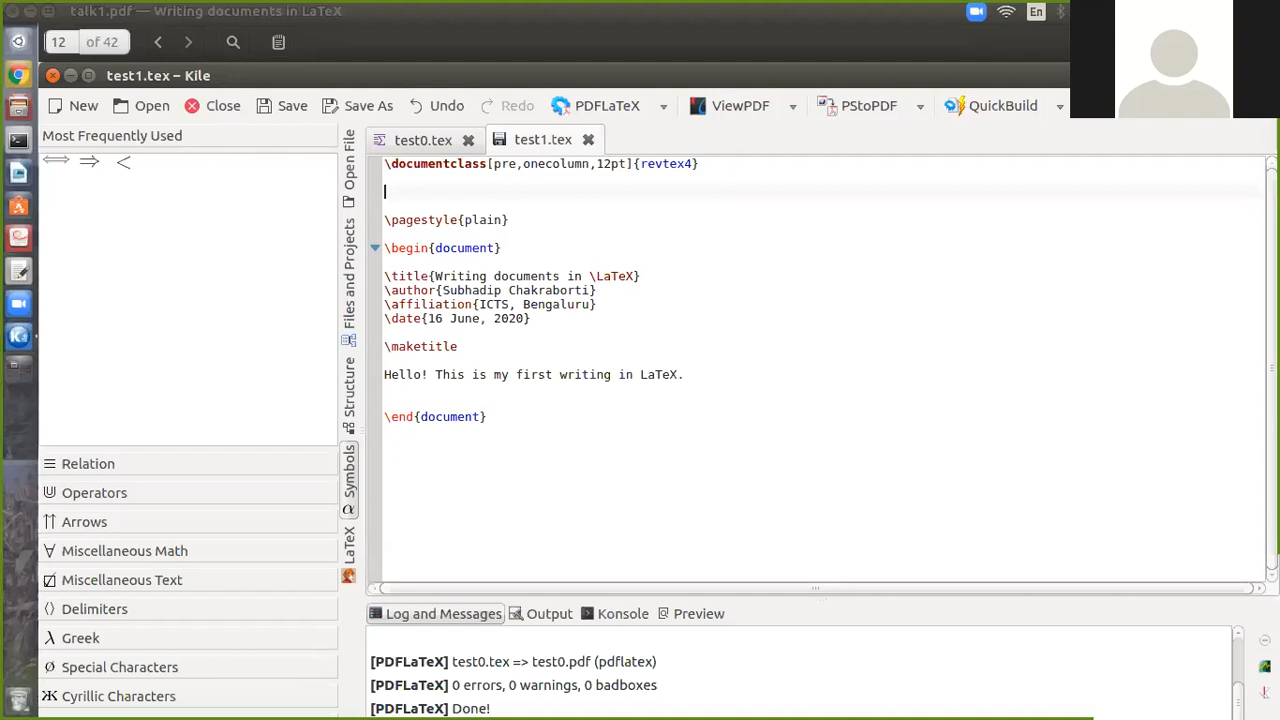 talk1.pdf — Writing documents in LaTeX
En
12 of 42
test1.tex – Kile
New Open Close Save Save As Undo Redo PDFLaTeX ViewPDF PStoPDF QuickBuild
Most Frequently Used
⟺ ⇒ <
Relation
Operators
Arrows
Miscellaneous Math
Miscellaneous Text
Delimiters
Greek
Special Characters
Cyrillic Characters
Open File
Files and Projects
Structure
Symbols
LaTeX
test0.tex test1.tex
\documentclass[pre,onecolumn,12pt]{revtex4}
\pagestyle{plain}
\begin{document}
\title{Writing documents in \LaTeX}
\author{Subhadip Chakraborti}
\affiliation{ICTS, Bengaluru}
\date{16 June, 2020}
\maketitle
Hello! This is my first writing in LaTeX.
\end{document}
Log and Messages Output Konsole Preview
[PDFLaTeX] test0.tex => test0.pdf (pdflatex)
[PDFLaTeX] 0 errors, 0 warnings, 0 badboxes
[PDFLaTeX] Done!